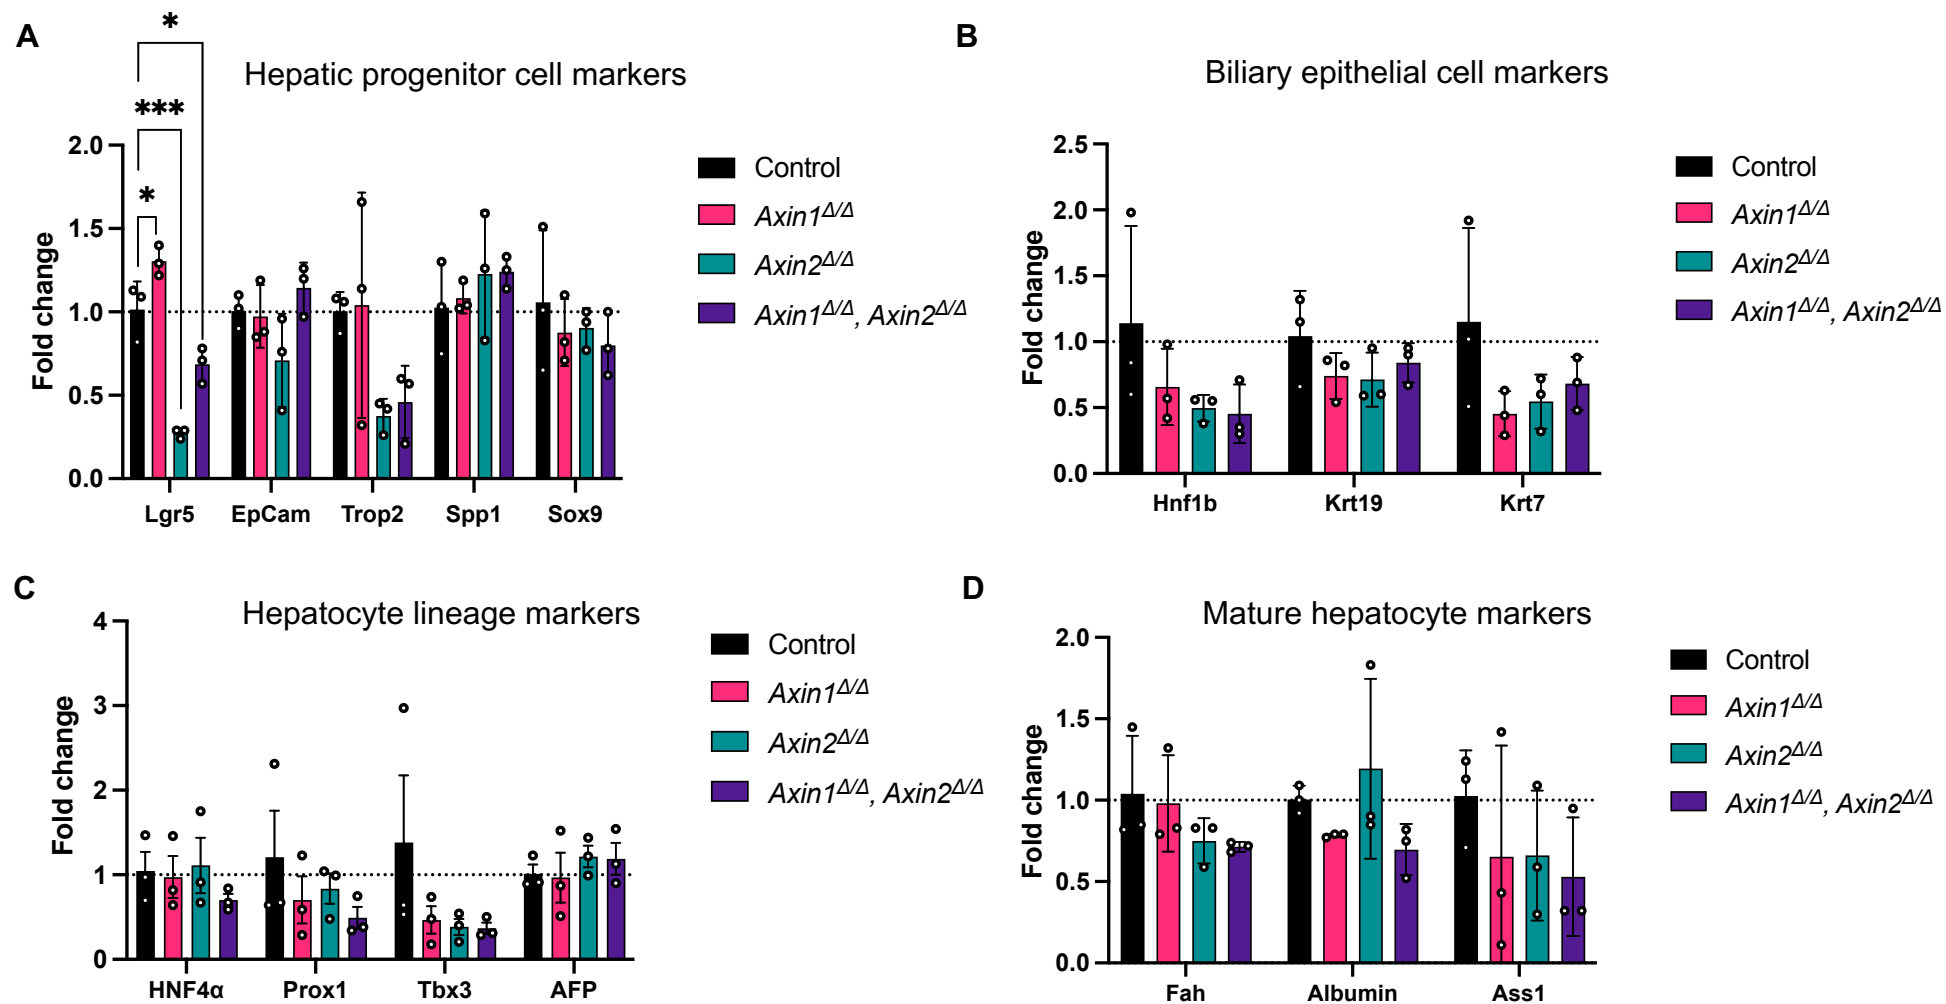 A
*
Hepatic progenitor cell markers
***
*
2.0
1.5
1.0
0.5
0.0
Fold change
Lgr5 EpCam Trop2 Spp1 Sox9
Control
Axin1Δ/Δ
Axin2Δ/Δ
Axin1Δ/Δ, Axin2Δ/Δ
B
Biliary epithelial cell markers
2.5
2.0
1.5
1.0
0.5
0.0
Fold change
Hnf1b Krt19 Krt7
Control
Axin1Δ/Δ
Axin2Δ/Δ
Axin1Δ/Δ, Axin2Δ/Δ
C
Hepatocyte lineage markers
4
3
2
1
0
Fold change
HNF4α Prox1 Tbx3 AFP
Control
Axin1Δ/Δ
Axin2Δ/Δ
Axin1Δ/Δ, Axin2Δ/Δ
D
Mature hepatocyte markers
2.0
1.5
1.0
0.5
0.0
Fold change
Fah Albumin Ass1
Control
Axin1Δ/Δ
Axin2Δ/Δ
Axin1Δ/Δ, Axin2Δ/Δ